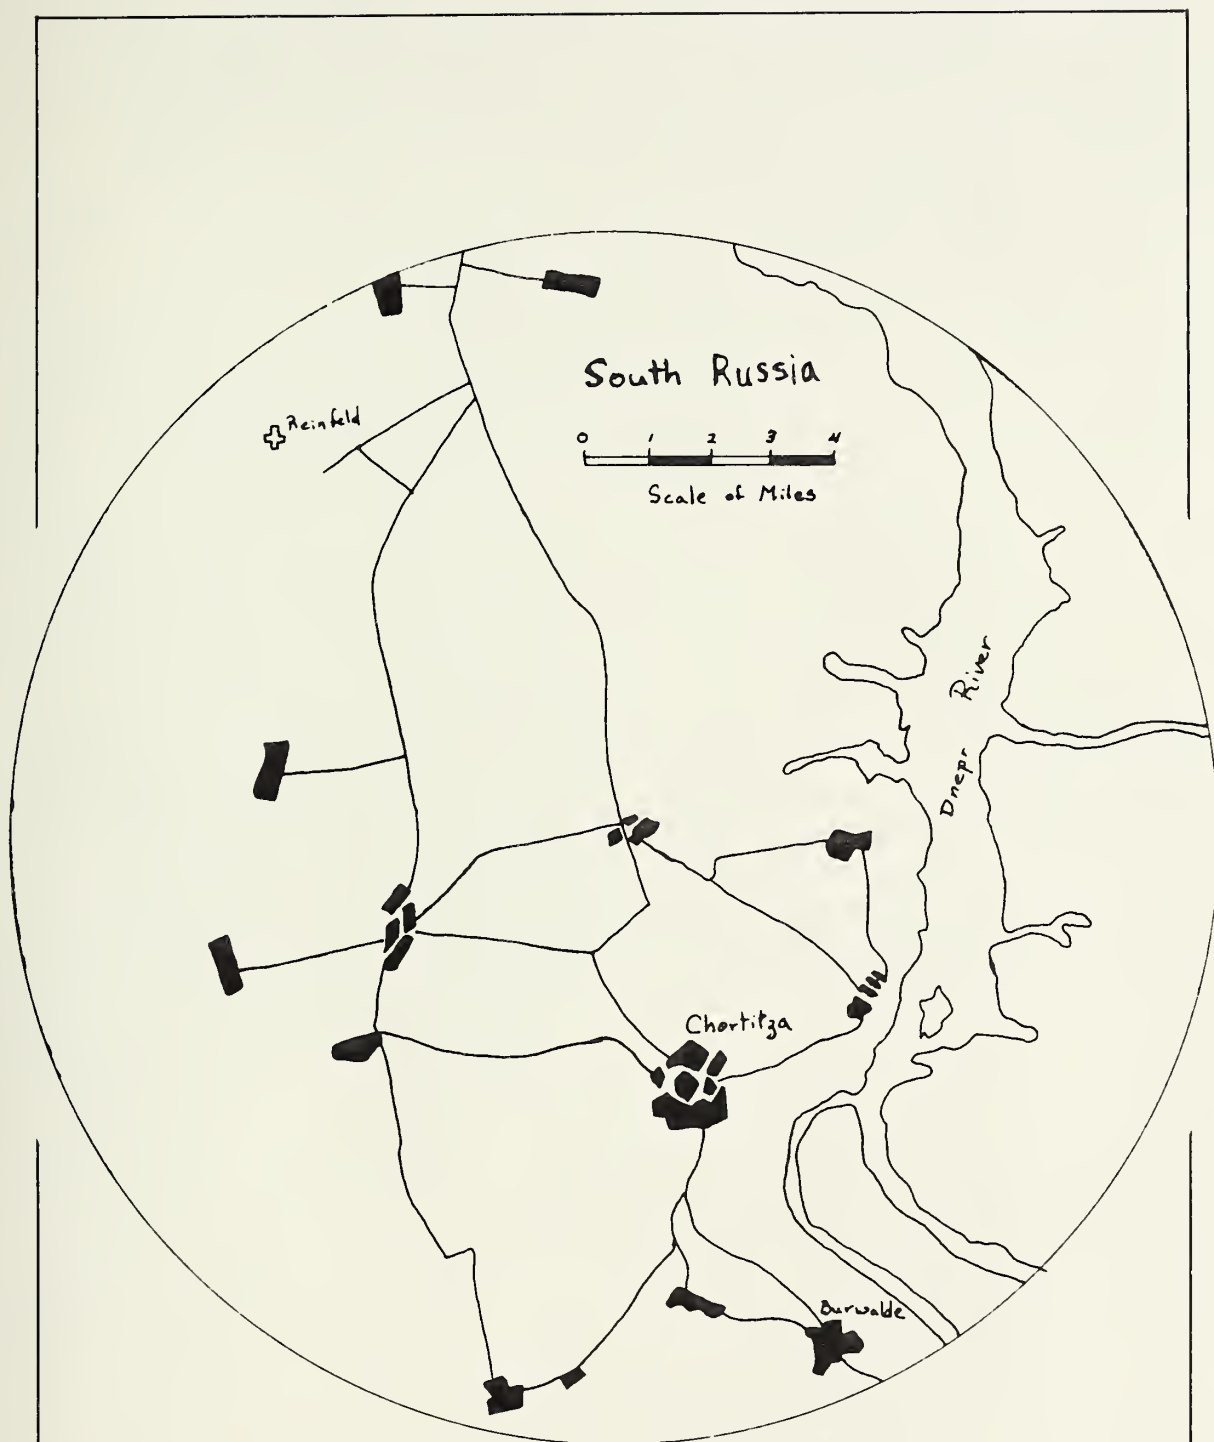 South Russia
0 1 2 3 4
Scale of Miles
Reinfeld
River
Dnepr
Chortitza
Burwalde